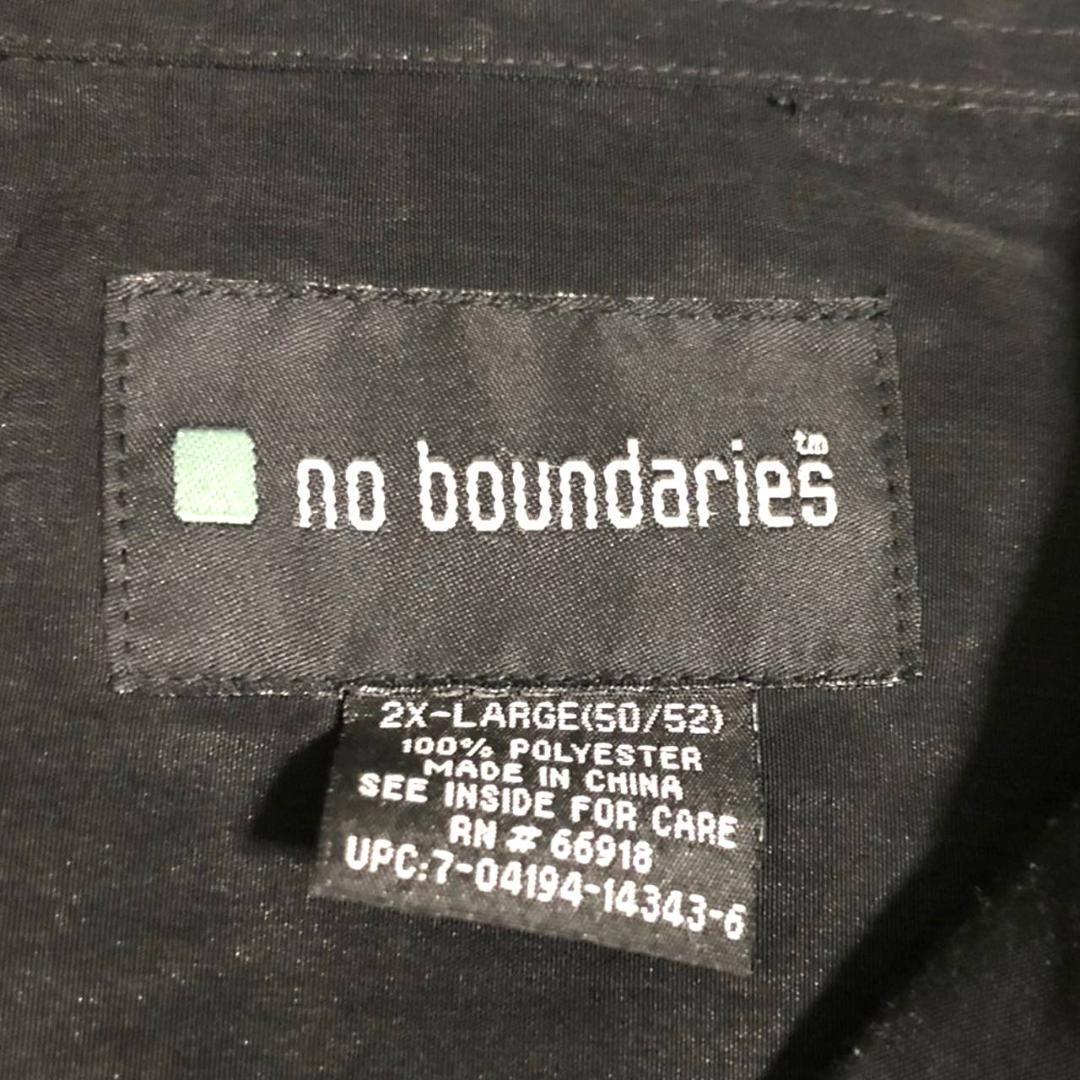 no boundaries™
2X-LARGE(50/52)
100% POLYESTER
MADE IN CHINA
SEE INSIDE FOR CARE
RN # 66918
UPC:7-04194-14343-6